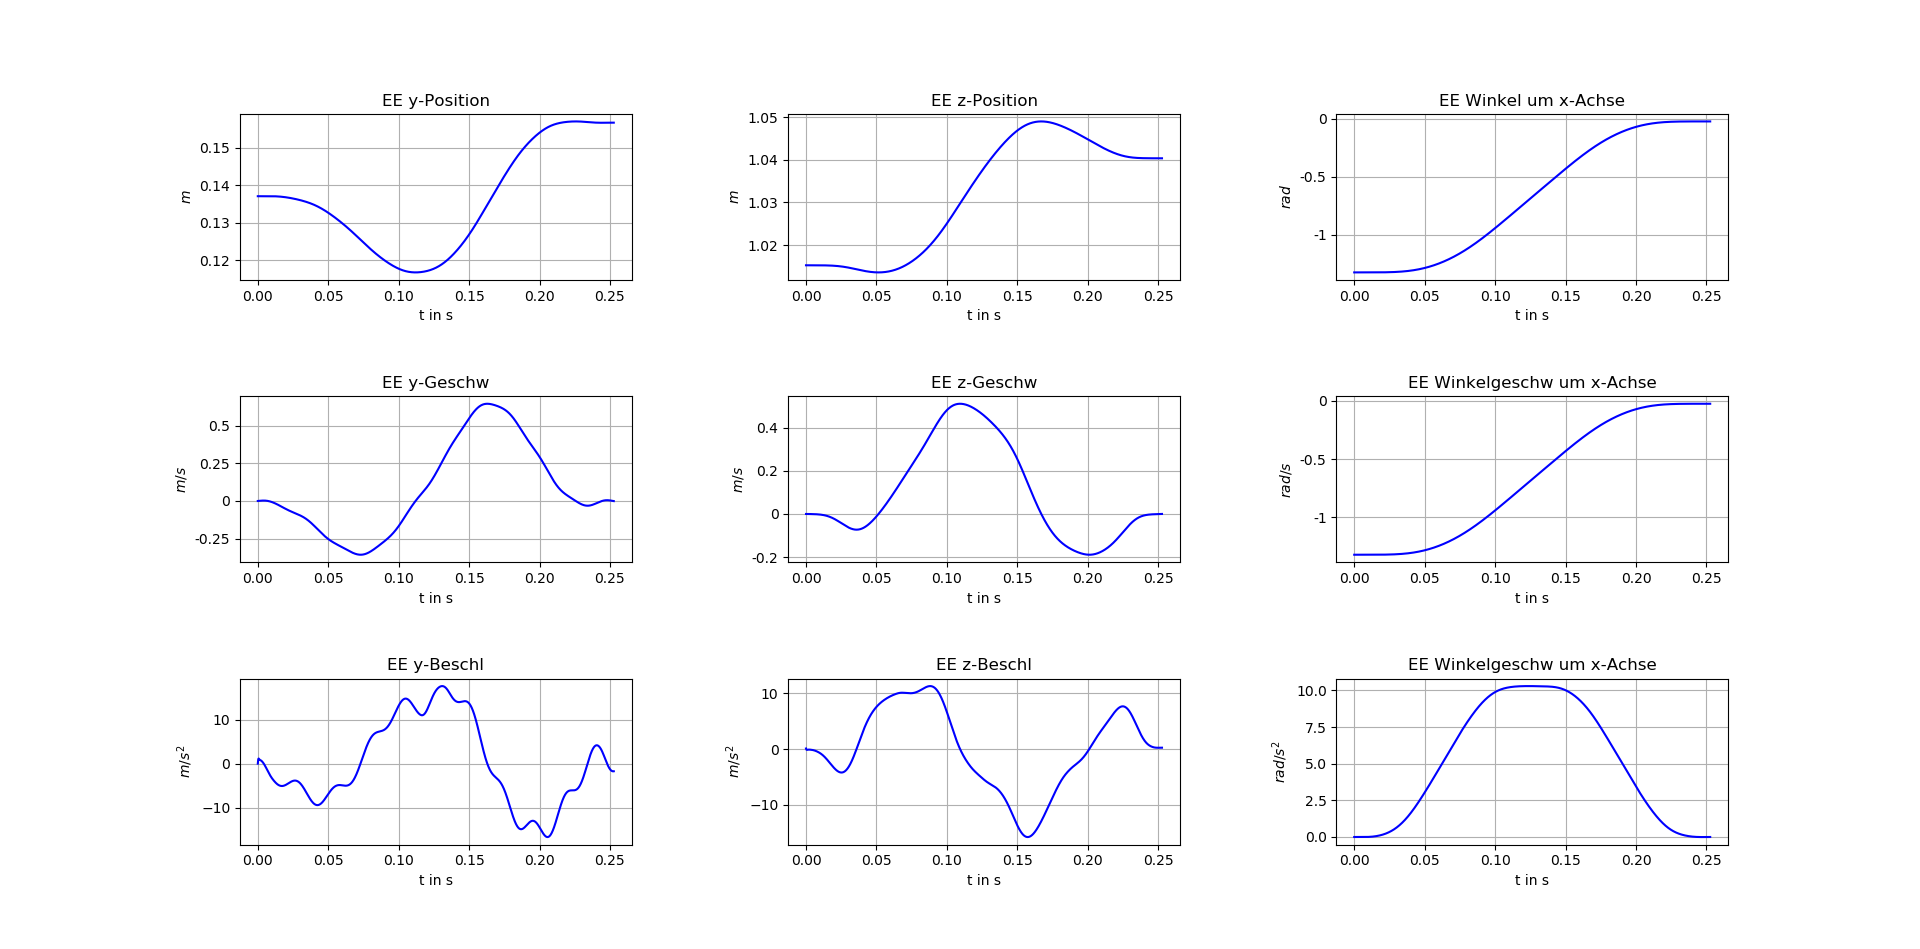 EE y-Position
0.15
0.14
0.13
0.12
m
0.00 0.05 0.10 0.15 0.20 0.25
t in s
EE z-Position
1.05
1.04
1.03
1.02
m
0.00 0.05 0.10 0.15 0.20 0.25
t in s
EE Winkel um x-Achse
0
-0.5
-1
rad
0.00 0.05 0.10 0.15 0.20 0.25
t in s
EE y-Geschw
0.5
0.25
0
-0.25
m/s
0.00 0.05 0.10 0.15 0.20 0.25
t in s
EE z-Geschw
0.4
0.2
0
-0.2
m/s
0.00 0.05 0.10 0.15 0.20 0.25
t in s
EE Winkelgeschw um x-Achse
0
-0.5
-1
rad/s
0.00 0.05 0.10 0.15 0.20 0.25
t in s
EE y-Beschl
10
0
−10
m/s²
0.00 0.05 0.10 0.15 0.20 0.25
t in s
EE z-Beschl
10
0
−10
m/s²
0.00 0.05 0.10 0.15 0.20 0.25
t in s
EE Winkelgeschw um x-Achse
10.0
7.5
5.0
2.5
0.0
rad/s²
0.00 0.05 0.10 0.15 0.20 0.25
t in s